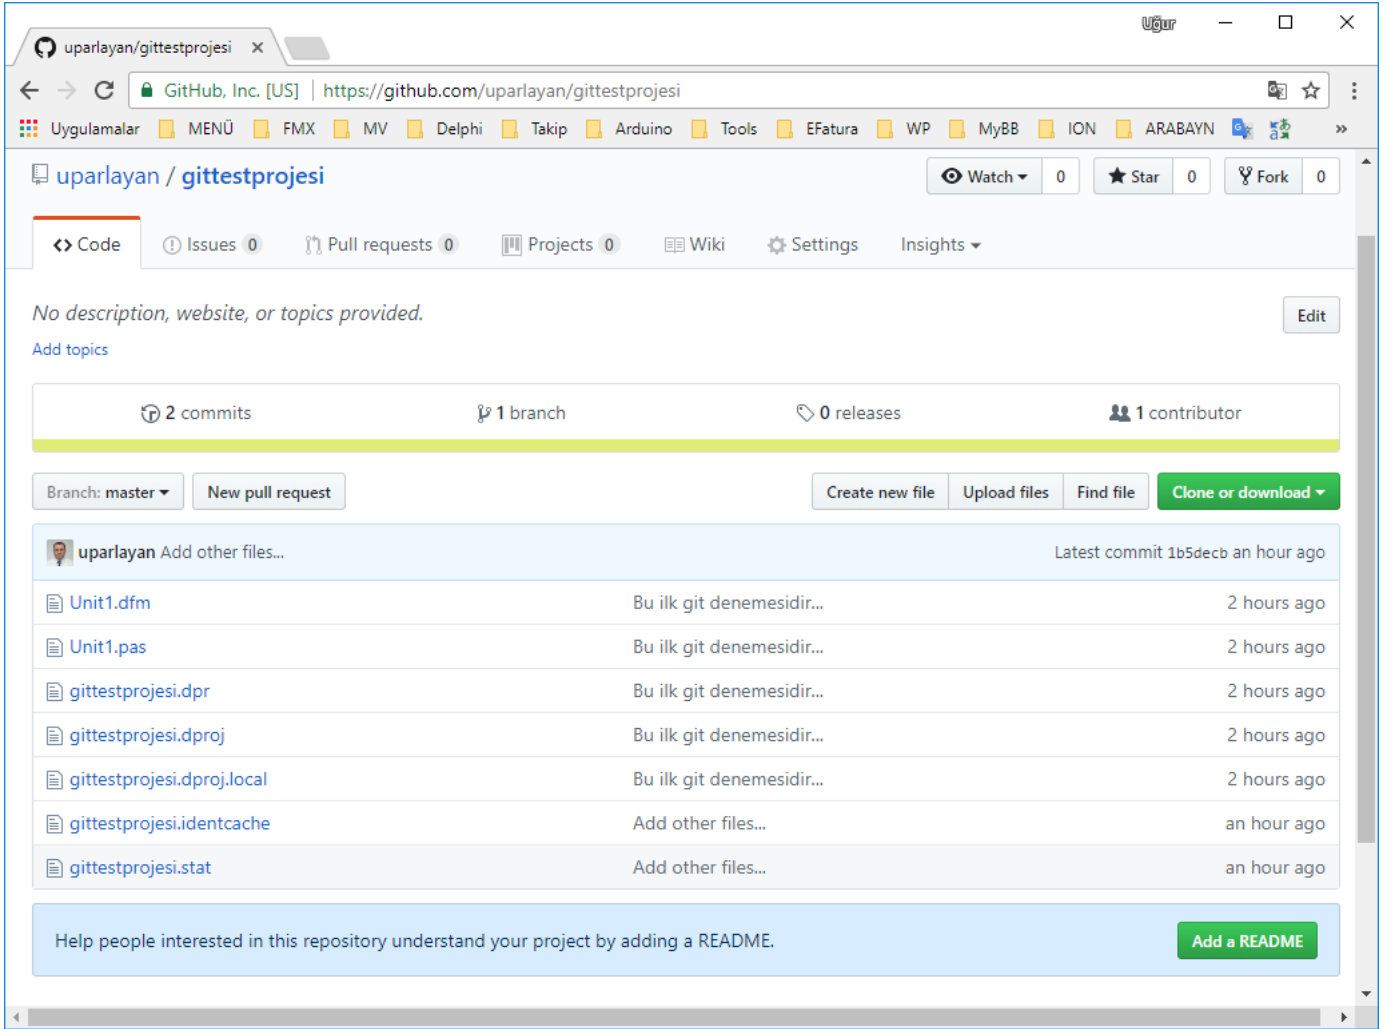 Uğur
uparlayan/gittestprojesi
GitHub, Inc. [US] https://github.com/uparlayan/gittestprojesi
Uygulamalar MENÜ FMX MV Delphi Takip Arduino Tools EFatura WP MyBB ION ARABAYN »
uparlayan / gittestprojesi Watch 0 Star 0 Fork 0
Code Issues 0 Pull requests 0 Projects 0 Wiki Settings Insights
No description, website, or topics provided. Edit
Add topics
2 commits 1 branch 0 releases 1 contributor
Branch: master New pull request Create new file Upload files Find file Clone or download
uparlayan Add other files... Latest commit 1b5decb an hour ago
Unit1.dfm Bu ilk git denemesidir... 2 hours ago
Unit1.pas Bu ilk git denemesidir... 2 hours ago
gittestprojesi.dpr Bu ilk git denemesidir... 2 hours ago
gittestprojesi.dproj Bu ilk git denemesidir... 2 hours ago
gittestprojesi.dproj.local Bu ilk git denemesidir... 2 hours ago
gittestprojesi.identcache Add other files... an hour ago
gittestprojesi.stat Add other files... an hour ago
Help people interested in this repository understand your project by adding a README. Add a README